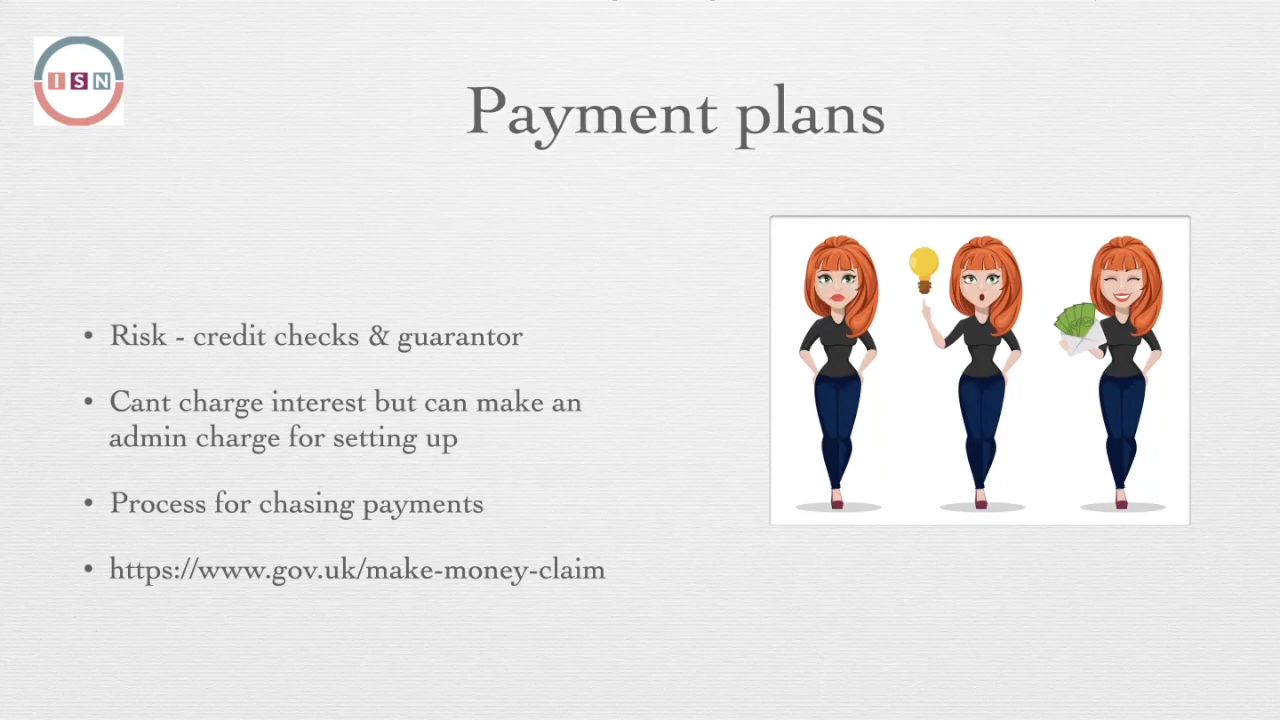 ISN
Payment plans
• Risk - credit checks & guarantor
• Cant charge interest but can make an
admin charge for setting up
• Process for chasing payments
• https://www.gov.uk/make-money-claim